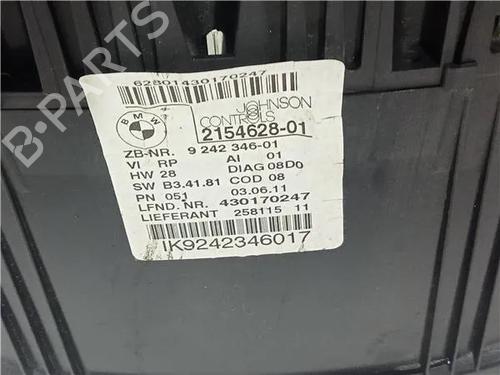 B-PARTS
62801430170247
BMW
JOHNSON
CONTROLS
2154628-01
ZB-NR. 9 242 346-01
VI RP AI 01
HW 28 DIAG 08D0
SW B3.41.81 COD 08
PN 051 03.06.11
LFND. NR. 430170247
LIEFERANT 258115 11
IK9242346017